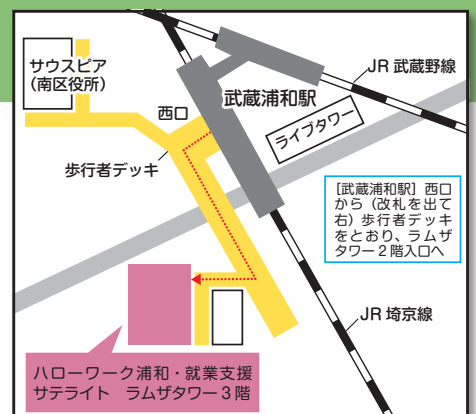 サウスピア
(南区役所)
JR 武蔵野線
武蔵浦和駅
西口
ライブタワー
歩行者デッキ
[武蔵浦和駅] 西口
から(改札を出て
右)歩行者デッキ
をとおり、ラムザ
タワー2階入口へ
JR 埼京線
ハローワーク浦和・就業支援
サテライト ラムザタワー3階